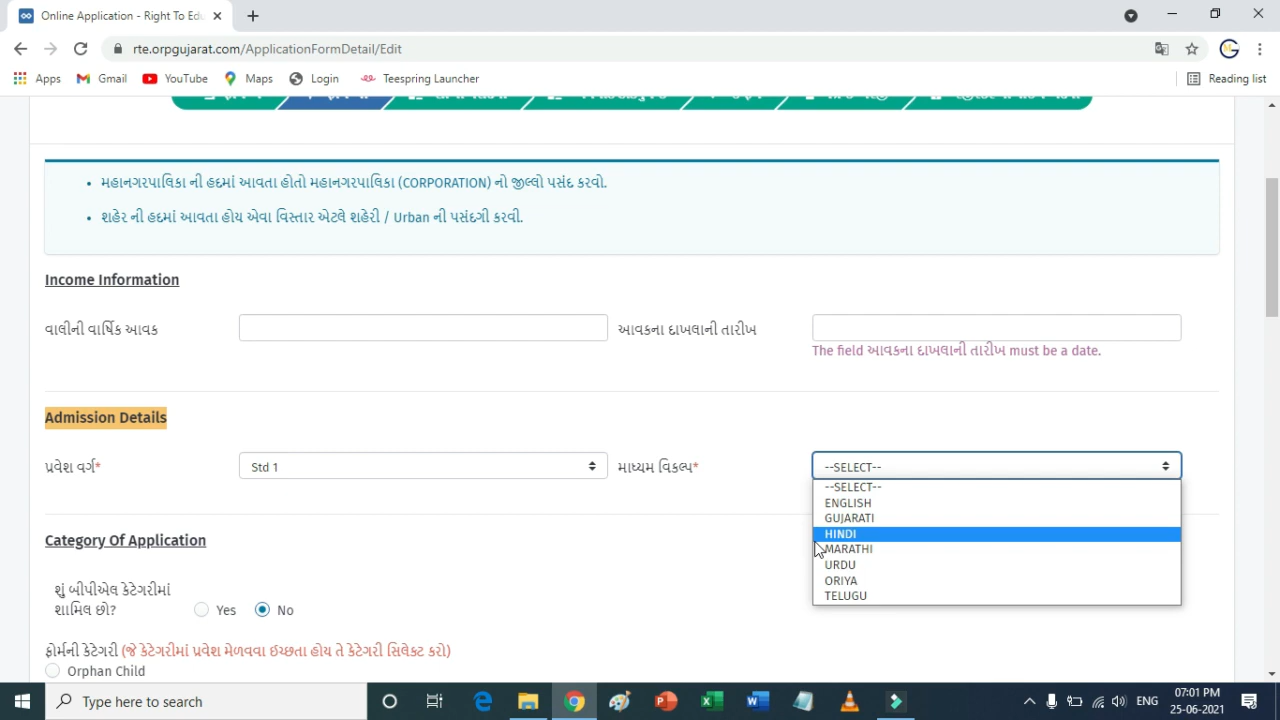 Online Application - Right To Edu
rte.orpgujarat.com/ApplicationFormDetail/Edit
Apps Gmail YouTube Maps Login Teespring Launcher Reading list
મહાનગરપાલિકા ની હદમાં આવતા હોતો મહાનગરપાલિકા (CORPORATION) નો જીલ્લો પસંદ કરવો.
શહેર ની હદમાં આવતા હોય એવા વિસ્તાર એટલે શહેરી / Urban ની પસંદગી કરવી.
Income Information
વાલીની વાર્ષિક આવક આવકના દાખલાની તારીખ
The field આવકના દાખલાની તારીખ must be a date.
Admission Details
પ્રવેશ વર્ગ* Std 1 માધ્યમ વિકલ્પ* --SELECT--
--SELECT--
ENGLISH
GUJARATI
HINDI
MARATHI
URDU
ORIYA
TELUGU
Category Of Application
શું બીપીએલ કેટેગરીમાં
શામિલ છો? Yes No
ફોર્મની કેટેગરી (જે કેટેગરીમાં પ્રવેશ મેળવવા ઈચ્છતા હોય તે કેટેગરી સિલેક્ટ કરો)
Orphan Child
Type here to search
ENG
07:01 PM
25-06-2021